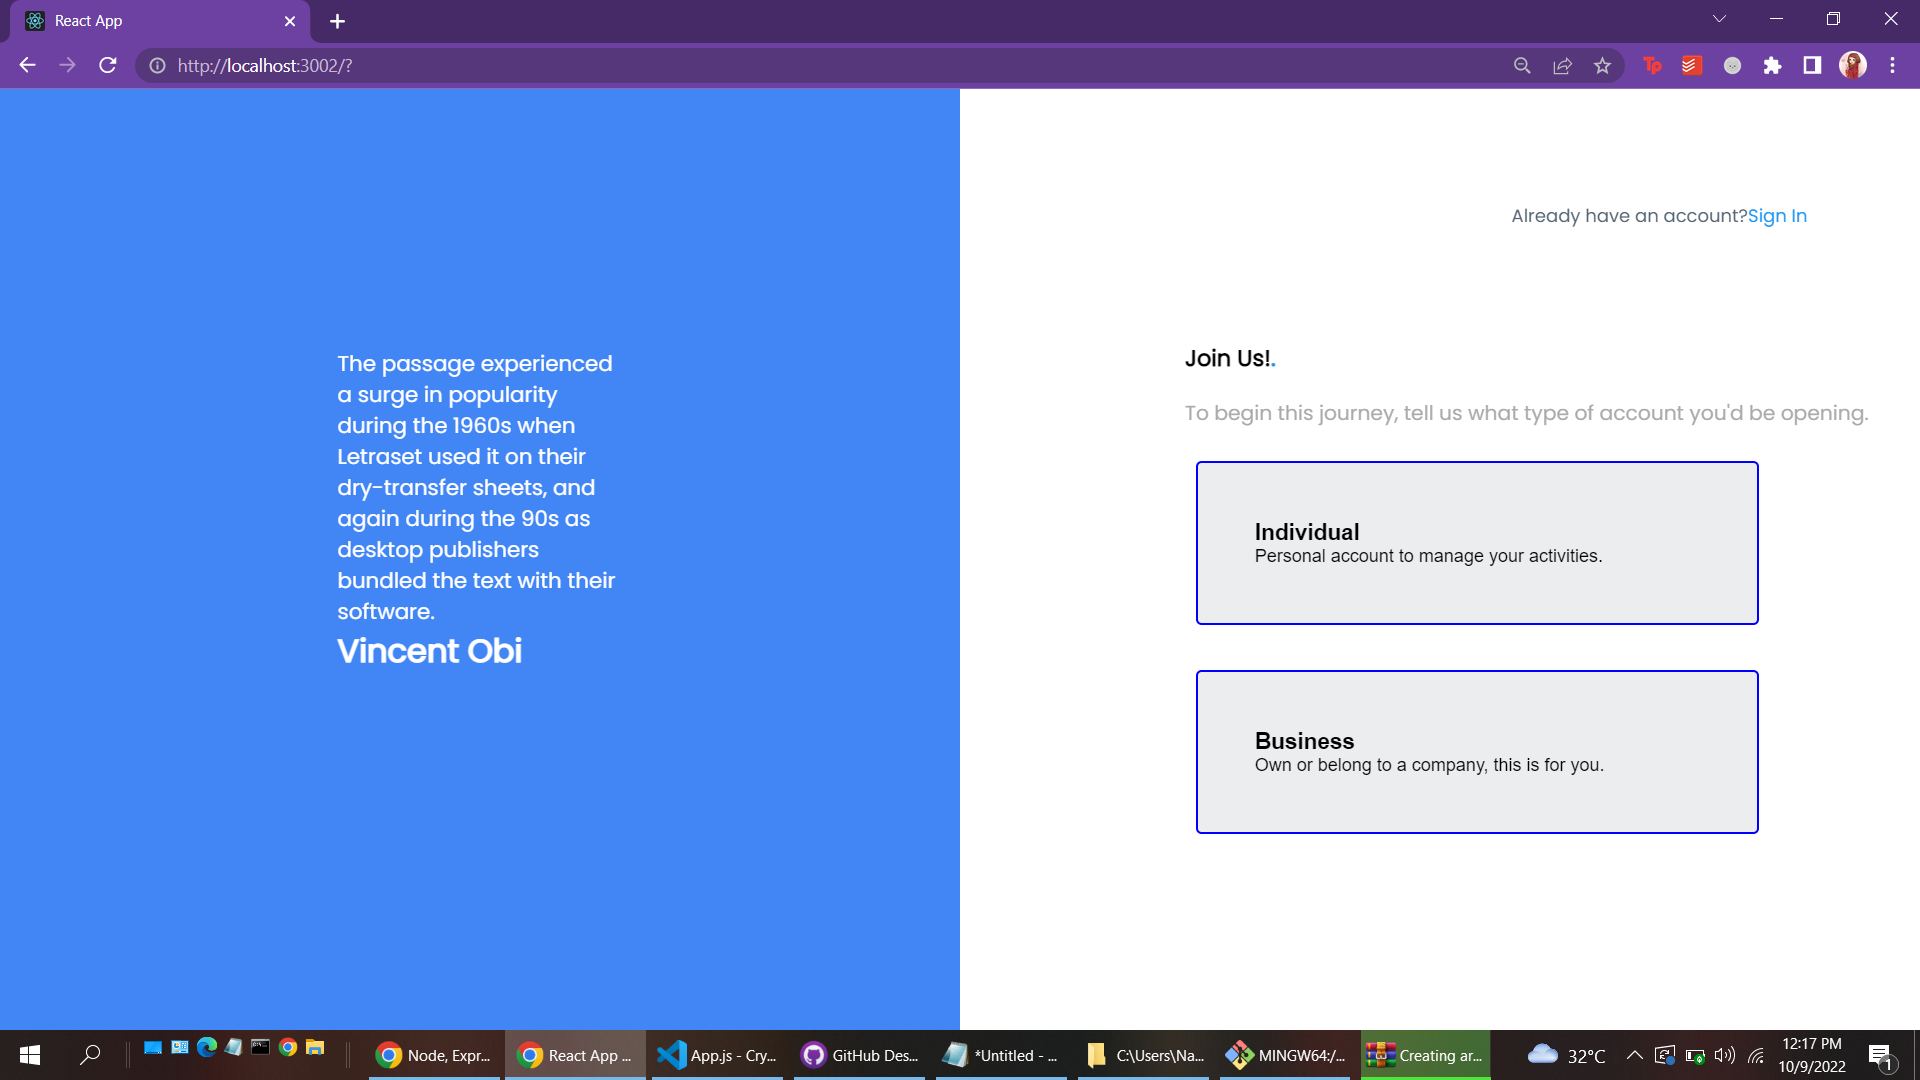 React App
http://localhost:3002/?
Already have an account?Sign In
The passage experienced
a surge in popularity
during the 1960s when
Letraset used it on their
dry-transfer sheets, and
again during the 90s as
desktop publishers
bundled the text with their
software.
Vincent Obi
Join Us!.
To begin this journey, tell us what type of account you'd be opening.
Individual
Personal account to manage your activities.
Business
Own or belong to a company, this is for you.
Node, Expr...
React App ...
App.js - Cry...
GitHub Des...
*Untitled - ...
C:\Users\Na...
MINGW64:/...
Creating ar...
32°C
12:17 PM
10/9/2022
1
Tp